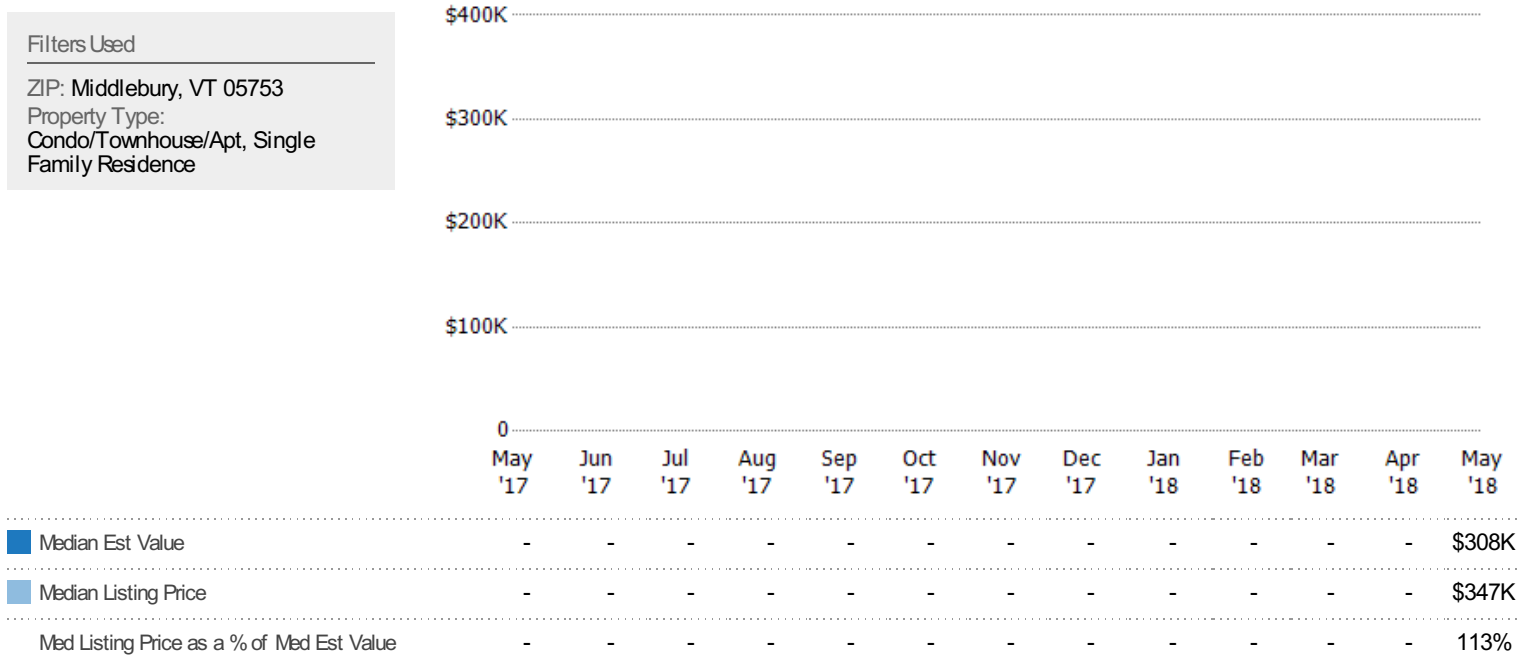 Filters Used
ZIP: Middlebury, VT 05753
Property Type:
Condo/Townhouse/Apt, Single
Family Residence
$400K
$300K
$200K
$100K
0
May Jun Jul Aug Sep Oct Nov Dec Jan Feb Mar Apr May
'17 '17 '17 '17 '17 '17 '17 '17 '18 '18 '18 '18 '18
Median Est Value - - - - - - - - - - - - $308K
Median Listing Price - - - - - - - - - - - - $347K
Med Listing Price as a % of Med Est Value - - - - - - - - - - - - 113%